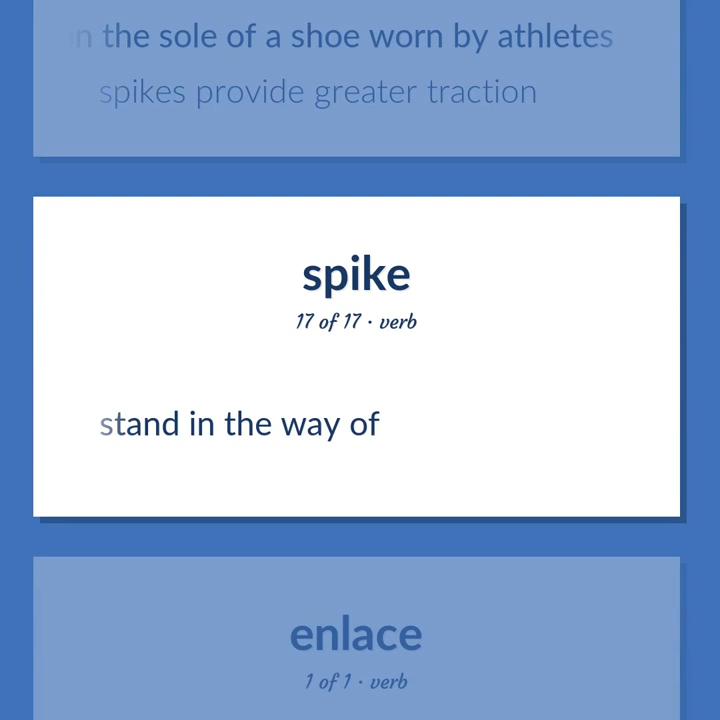 in the sole of a shoe worn by athletes
spikes provide greater traction
spike
17 of 17 · verb
stand in the way of
enlace
1 of 1 · verb